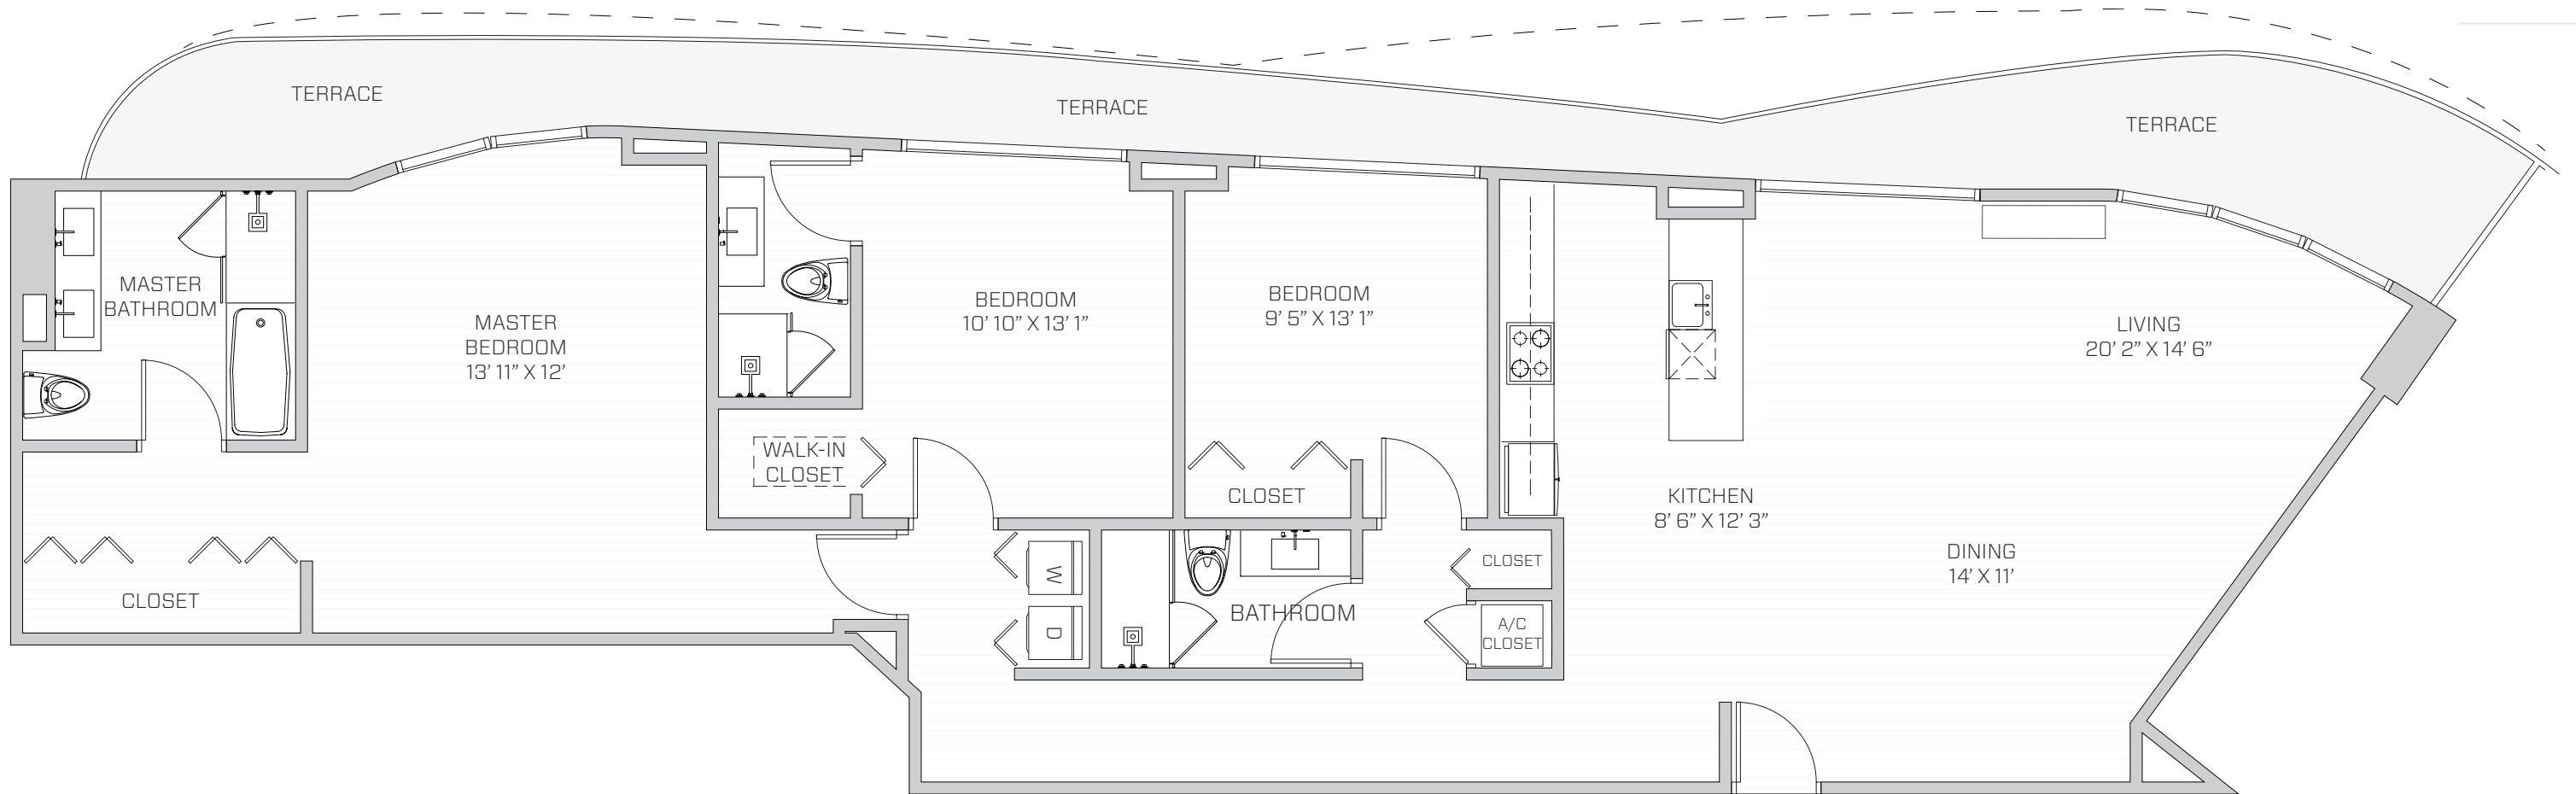 TERRACE
TERRACE
TERRACE
MASTER
BATHROOM
MASTER
BEDROOM
13' 11” X 12'
BEDROOM
10' 10” X 13' 1”
BEDROOM
9' 5” X 13' 1”
LIVING
20' 2” X 14' 6”
WALK-IN
CLOSET
CLOSET
KITCHEN
8' 6” X 12' 3”
DINING
14' X 11'
CLOSET
W
D
BATHROOM
CLOSET
A/C
CLOSET